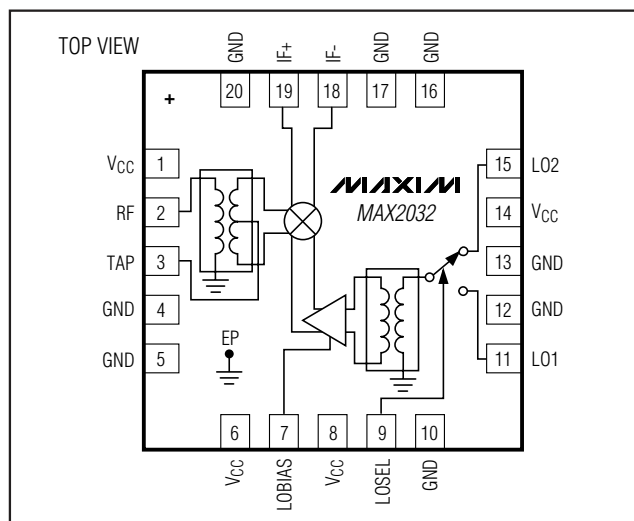 TOP VIEW
GND
IF+
IF-
GND
GND
20
19
18
17
16
+
VCC 1
RF 2
TAP 3
GND 4
GND 5
MAXIM
MAX2032
15 LO2
14 VCC
13 GND
12 GND
11 LO1
EP
6
7
8
9
10
VCC
LOBIAS
VCC
LOSEL
GND